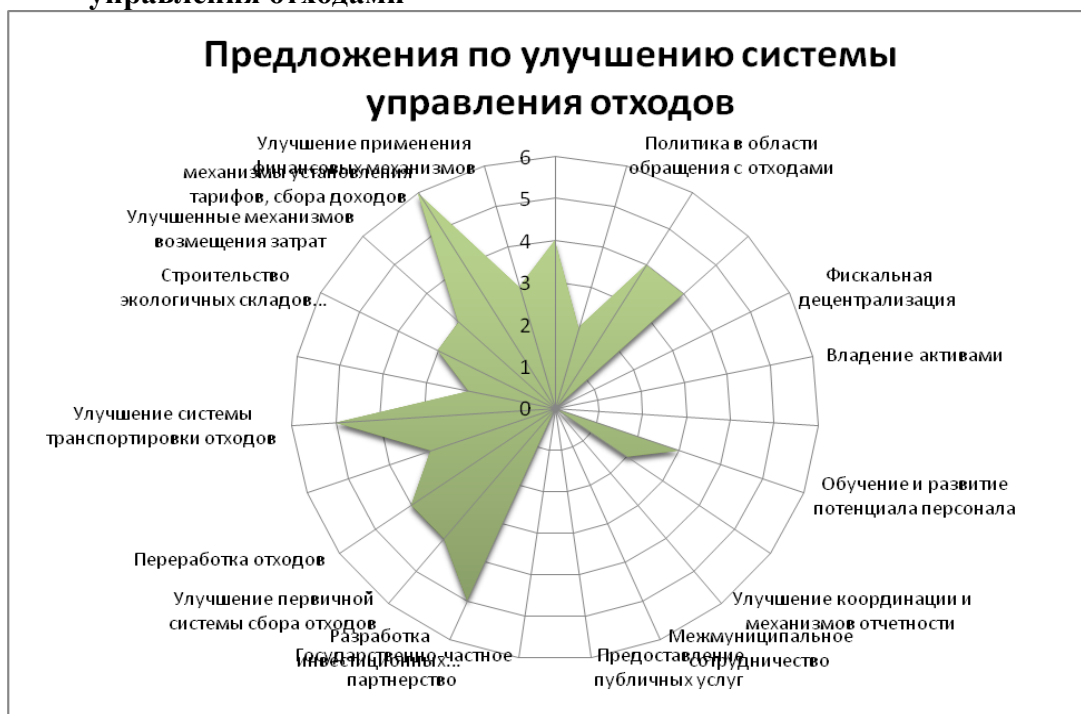 управления отходами
Предложения по улучшению системы
управления отходов
Политика в области
обращения с отходами
Фискальная
децентрализация
Владение активами
Обучение и развитие
потенциала персонала
Улучшение координации и
механизмов отчетности
Межмуниципальное
сотрудничество
Предоставление
публичных услуг
Государственно-частное
партнерство
Разработка
инвестиционных...
Улучшение первичной
системы сбора отходов
Переработка отходов
Улучшение системы
транспортировки отходов
Строительство
экологичных складов...
Улучшенные механизмов
возмещения затрат
механизмы установления
тарифов, сбора доходов
Улучшение применения
финансовых механизмов
6
5
4
3
2
1
0